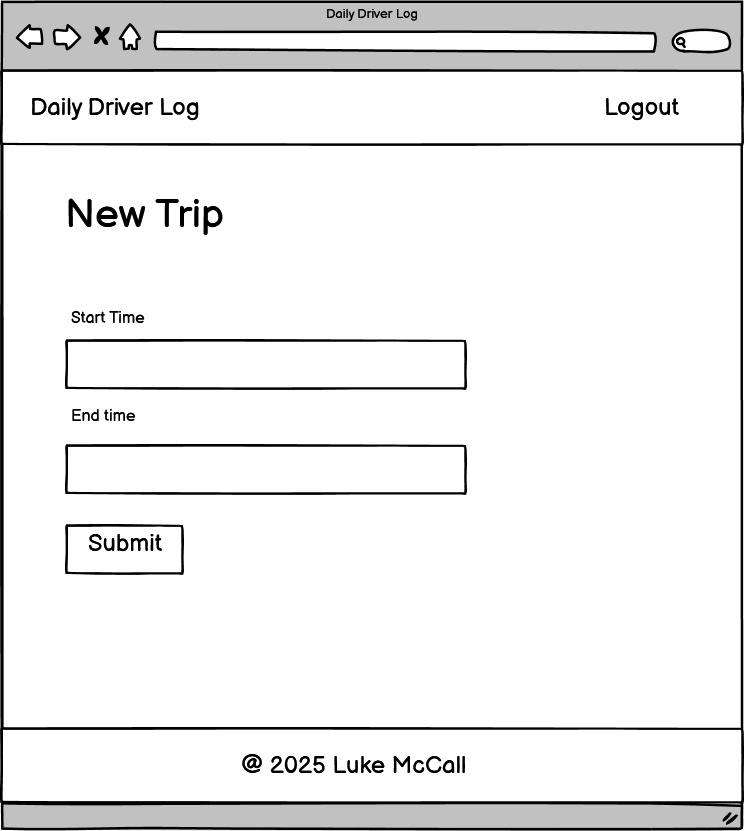 Daily Driver Log
Daily Driver Log
Logout
New Trip
Start Time
End time
Submit
@ 2025 Luke McCall